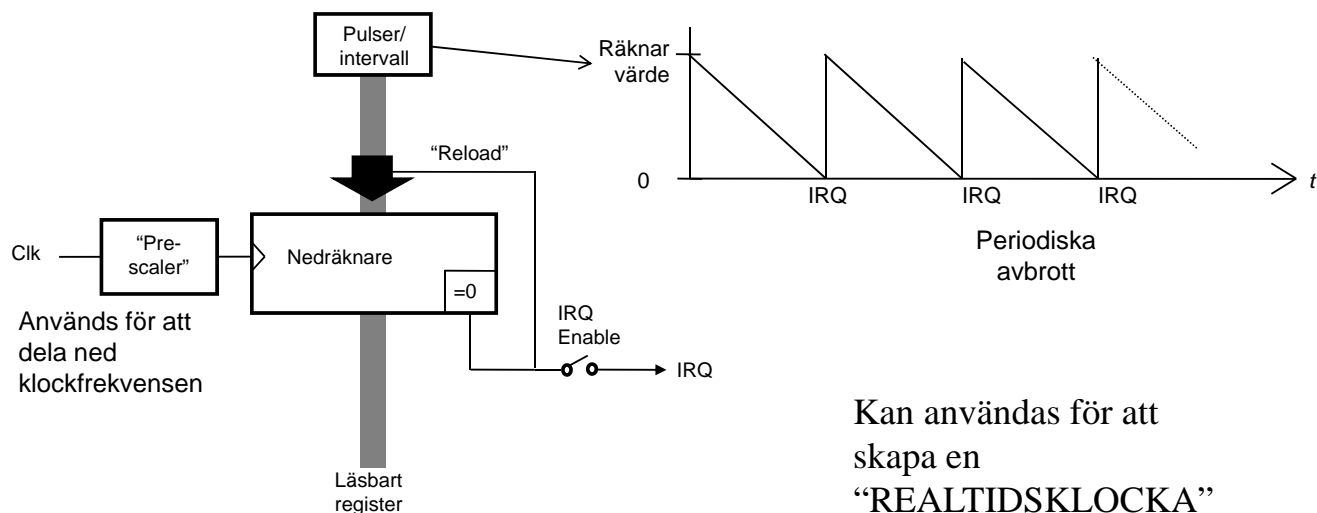 Pulser/
intervall
Räknar
värde
"Reload"
0
t
IRQ
IRQ
IRQ
Periodiska
avbrott
Clk
“Pre-
scaler”
Nedräknare
=0
Används för att
dela ned
klockfrekvensen
IRQ
Enable
IRQ
Kan användas för att
skapa en
“REALTIDSKLOCKA”
Läsbart
register